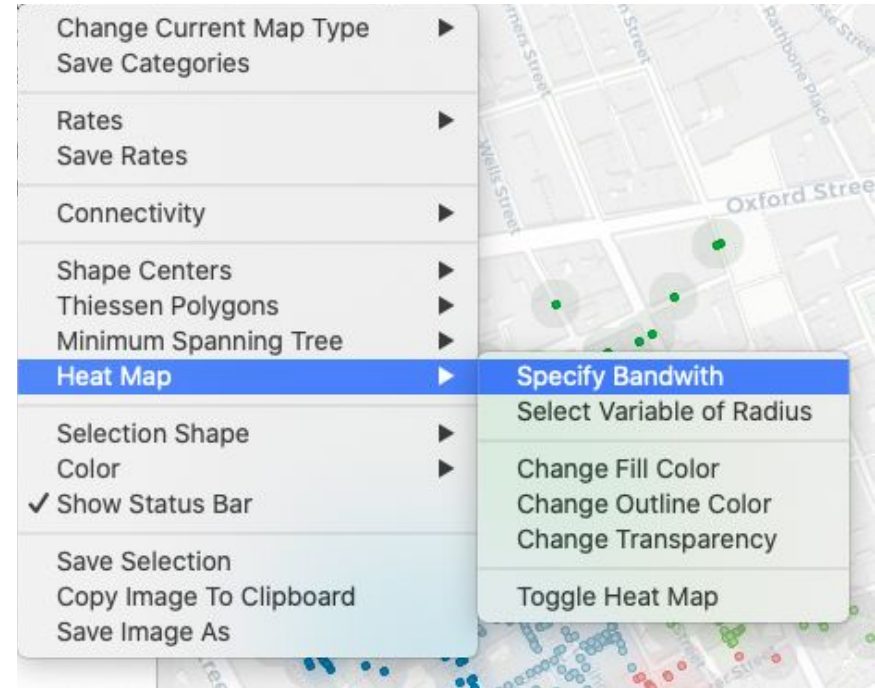 Change Current Map Type
Save Categories
Rates
Save Rates
Connectivity
Shape Centers
Thiessen Polygons
Minimum Spanning Tree
Heat Map
Selection Shape
Color
✓ Show Status Bar
Save Selection
Copy Image To Clipboard
Save Image As
Specify Bandwith
Select Variable of Radius
Change Fill Color
Change Outline Color
Change Transparency
Toggle Heat Map
Wells Street
Rathbone Place
Oxford Stree